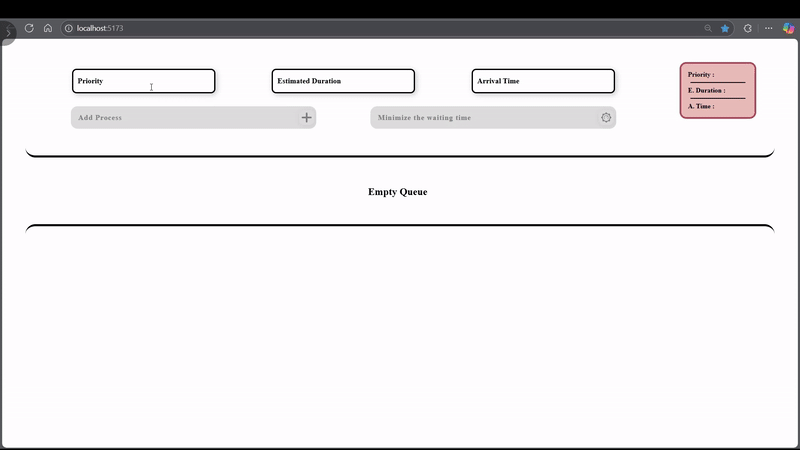 localhost:5173
Priority
Estimated Duration
Arrival Time
Add Process
Minimize the waiting time
Priority :
E. Duration :
A. Time :
Empty Queue